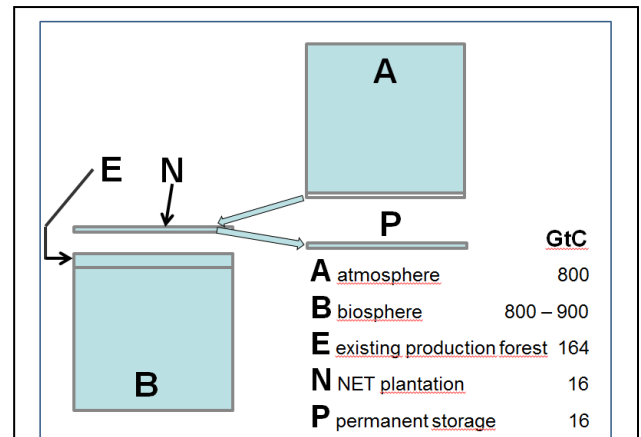 A
E N
P
GtC
A atmosphere 800
B biosphere 800 – 900
E existing production forest 164
B
N NET plantation 16
P permanent storage 16